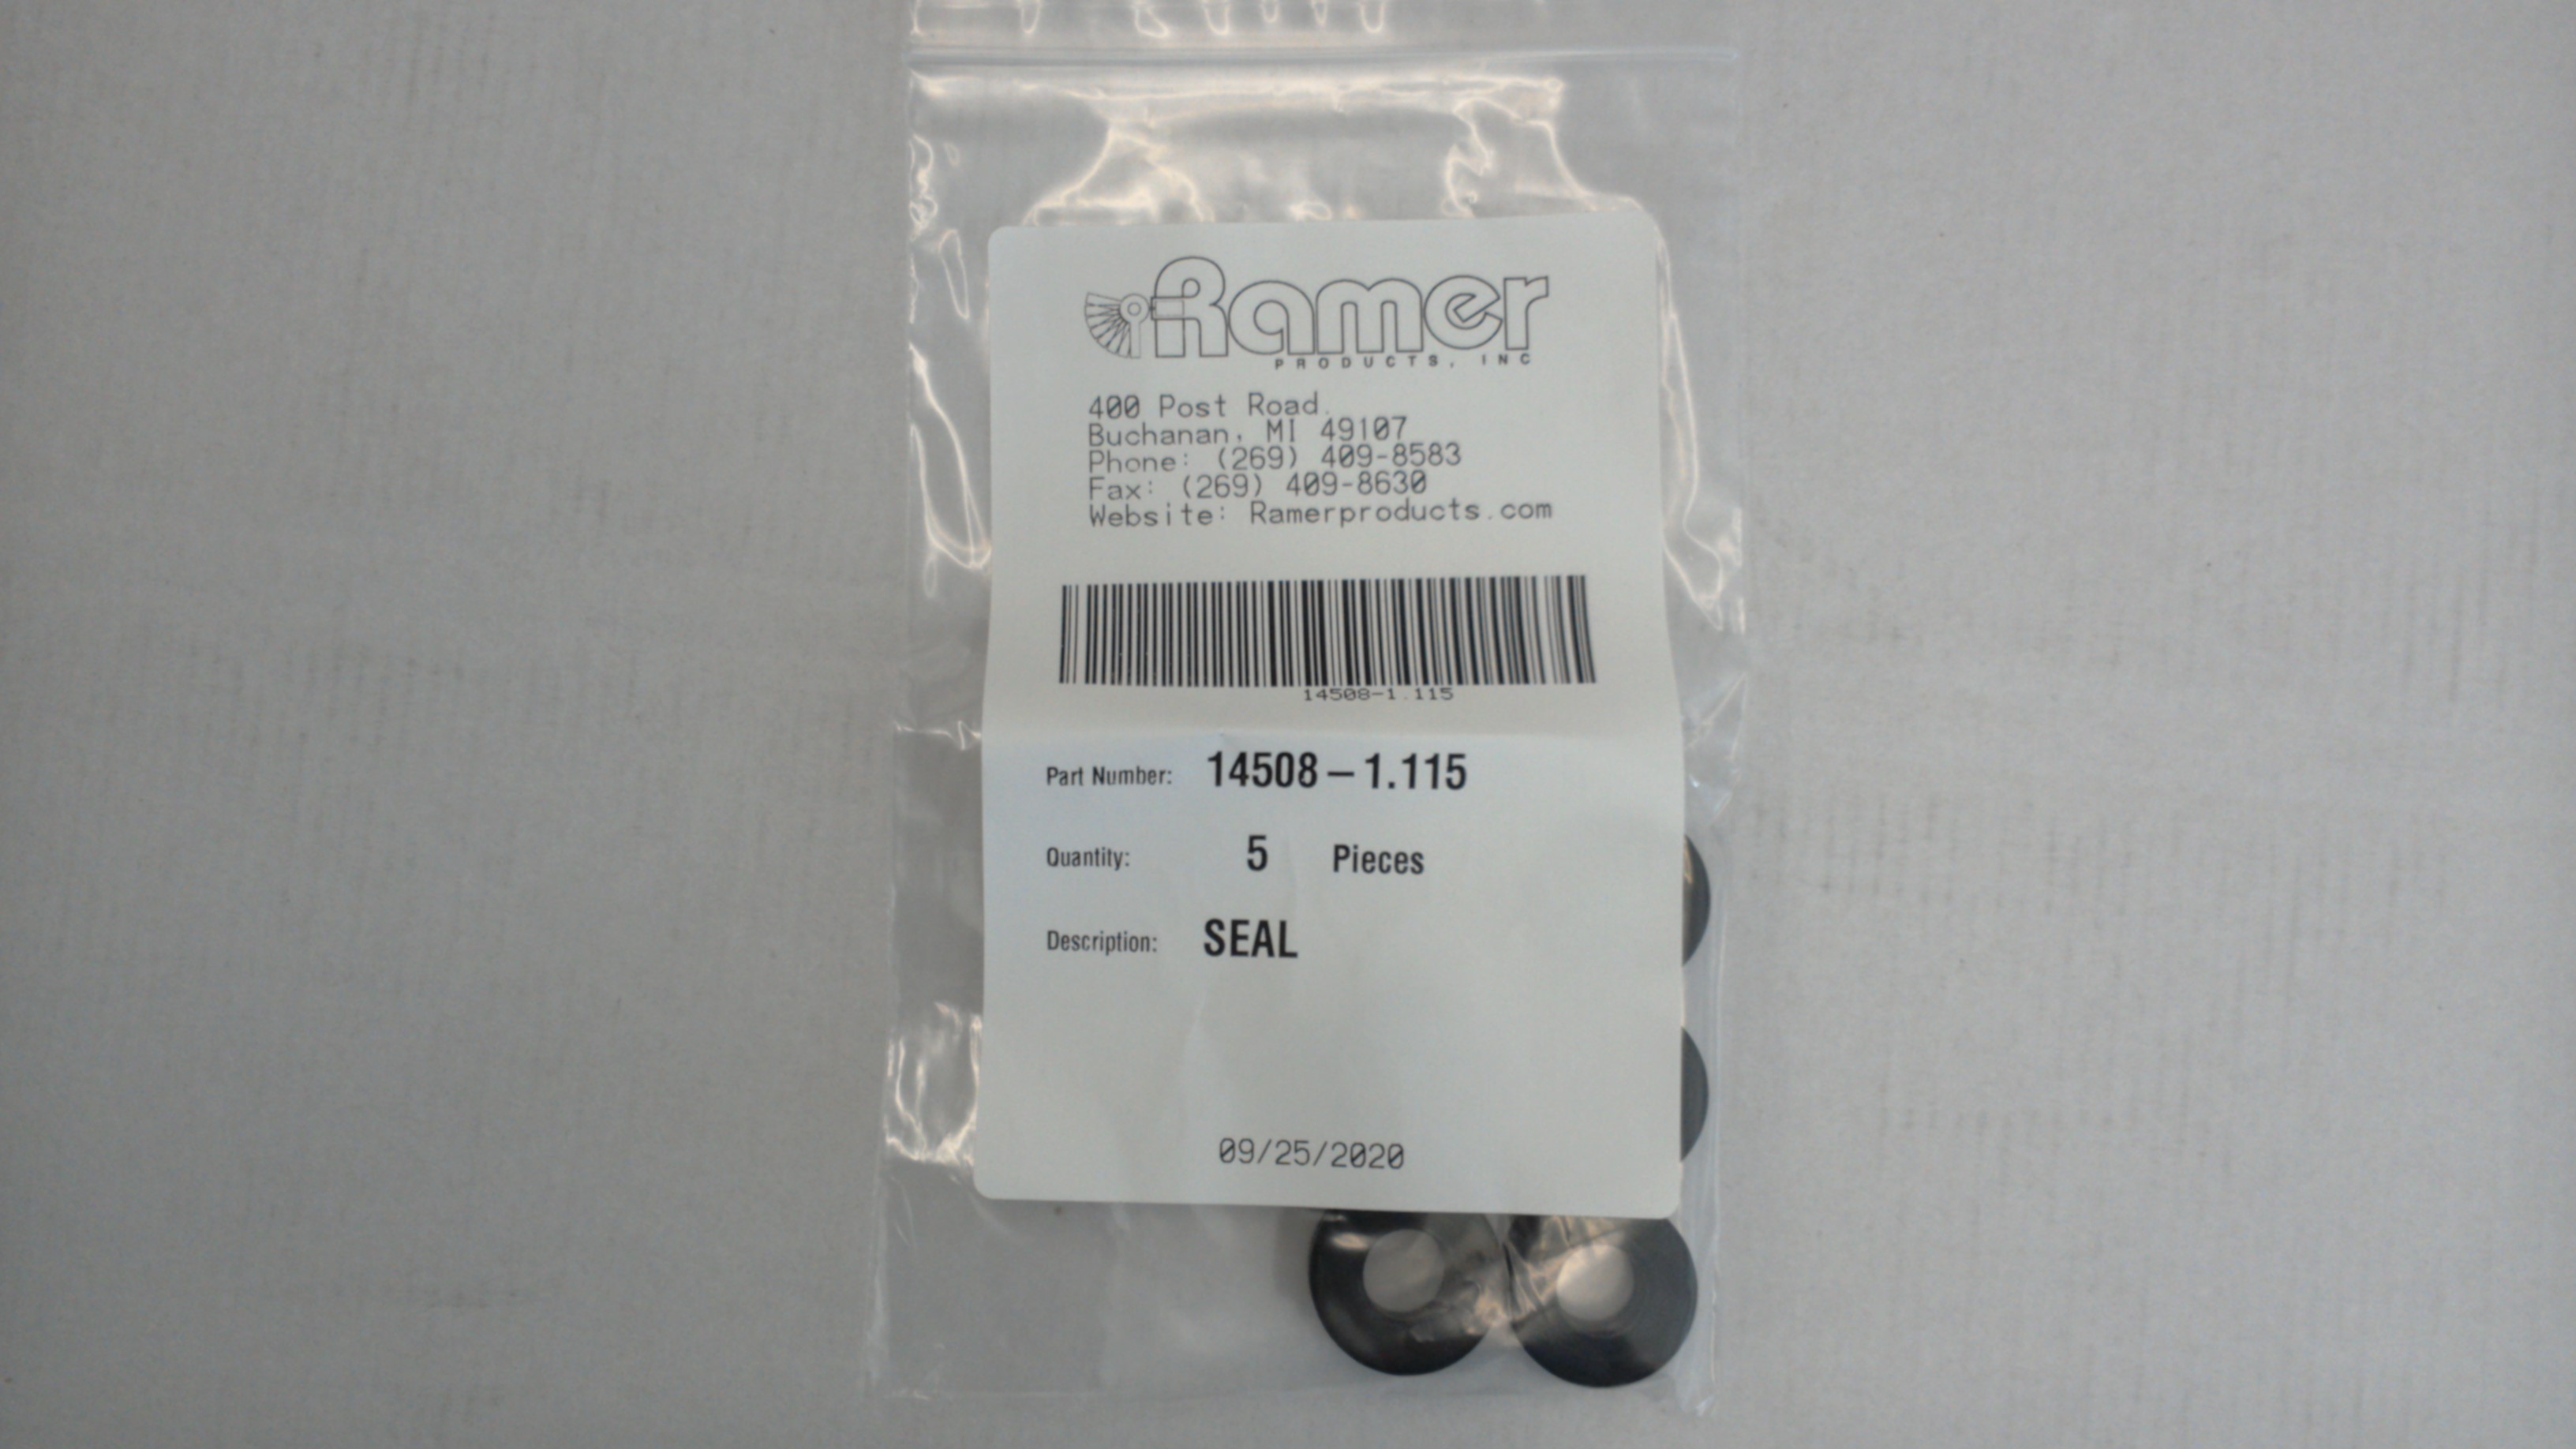 Ramer
PRODUCTS, INC
400 Post Road.
Buchanan, MI 49107
Phone: (269) 409-8583
Fax: (269) 409-8630
Website: Ramerproducts.com
14508-1.115
Part Number: 14508-1.115
Quantity: 5 Pieces
Description: SEAL
09/25/2020